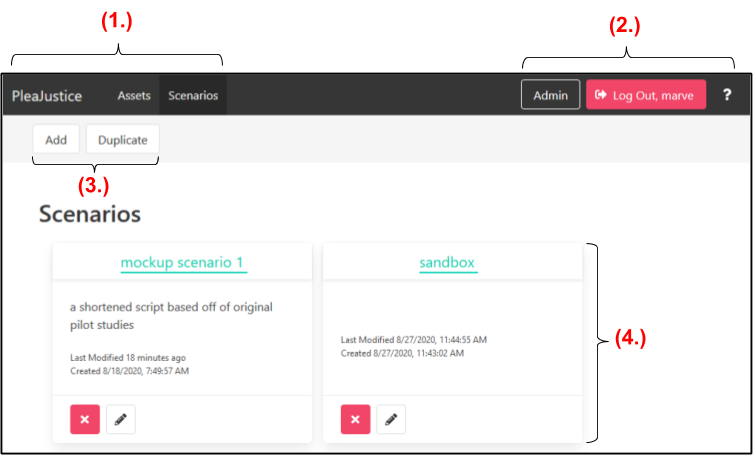 (1.)
(2.)
PleaJustice Assets Scenarios Admin Log Out, marve ?
Add Duplicate
(3.)
Scenarios
mockup scenario 1
a shortened script based off of original
pilot studies
Last Modified 18 minutes ago
Created 8/18/2020, 7:49:57 AM
sandbox
Last Modified 8/27/2020, 11:44:55 AM
Created 8/27/2020, 11:43:02 AM
(4.)